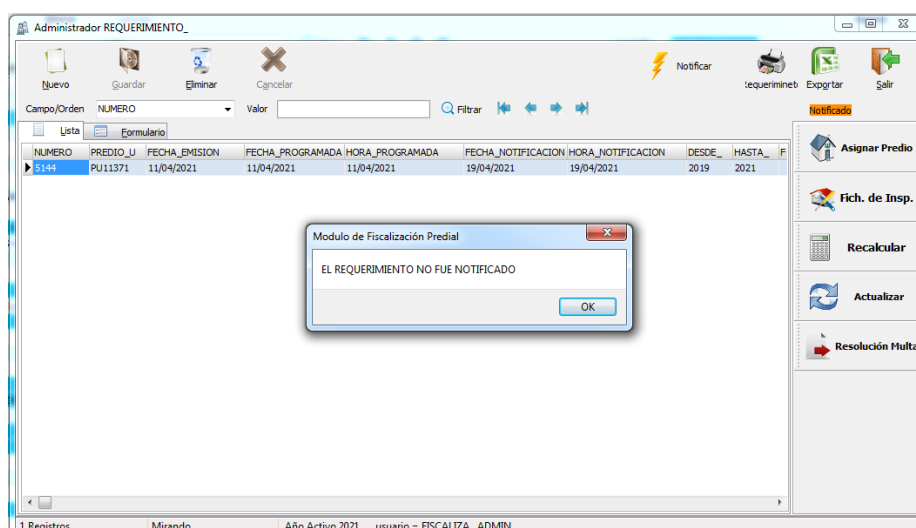 Administrador REQUERIMIENTO_
Nuevo
Guardar
Eliminar
Cancelar
Notificar
tequerimineto
Exportar
Salir
Campo/Orden NUMERO Valor Filtrar
Notificado
Lista Formulario
NUMERO PREDIO_U FECHA_EMISION FECHA_PROGRAMADA HORA_PROGRAMADA FECHA_NOTIFICACION HORA_NOTIFICACION DESDE_ HASTA_ F
5144 PU11371 11/04/2021 11/04/2021 11/04/2021 19/04/2021 19/04/2021 2019 2021
Asignar Predio
Fich. de Insp.
Recalcular
Actualizar
Resolución Multa
Modulo de Fiscalización Predial
EL REQUERIMIENTO NO FUE NOTIFICADO
OK
1 Registros Mirando Año Activo 2021 usuario = FISCALIZA_ADMIN